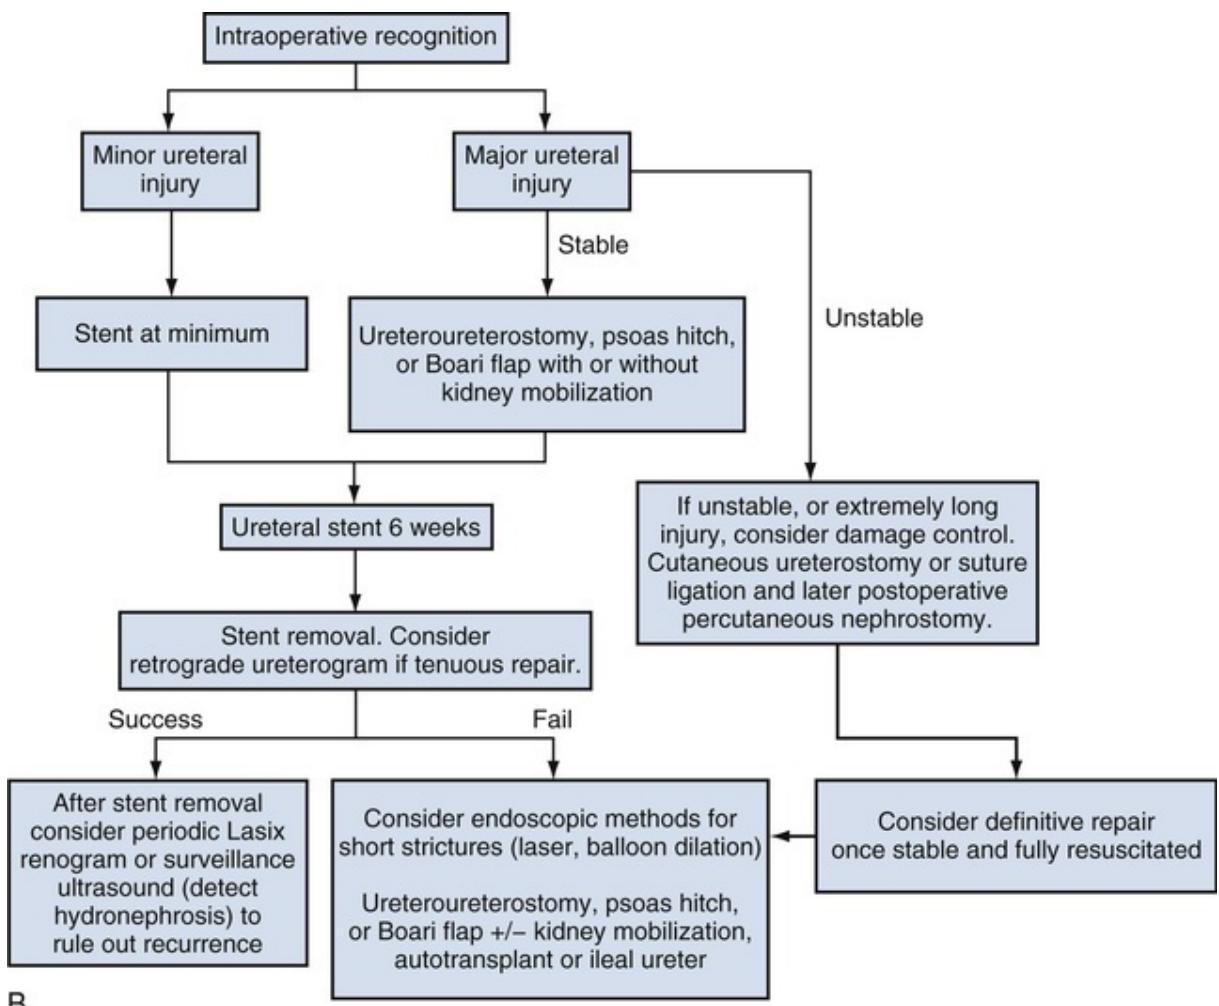 Intraoperative recognition
Minor ureteral
injury
Major ureteral
injury
Stable
Unstable
Stent at minimum
Ureteroureterostomy, psoas hitch,
or Boari flap with or without
kidney mobilization
Ureteral stent 6 weeks
If unstable, or extremely long
injury, consider damage control.
Cutaneous ureterostomy or suture
ligation and later postoperative
percutaneous nephrostomy.
Stent removal. Consider
retrograde ureterogram if tenuous repair.
Success
Fail
After stent removal
consider periodic Lasix
renogram or surveillance
ultrasound (detect
hydronephrosis) to
rule out recurrence
Consider endoscopic methods for
short strictures (laser, balloon dilation)
Ureteroureterostomy, psoas hitch,
or Boari flap +/− kidney mobilization,
autotransplant or ileal ureter
Consider definitive repair
once stable and fully resuscitated
B